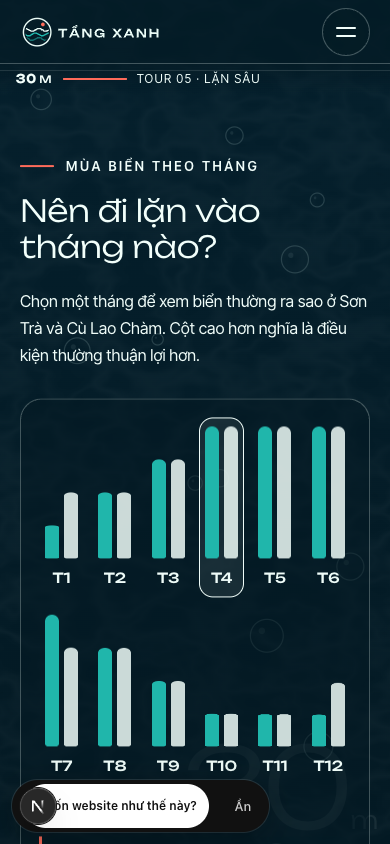 TẦNG XANH
30 M TOUR 05 · LẶN SÂU
MÙA BIỂN THEO THÁNG
Nên đi lặn vào
tháng nào?
Chọn một tháng để xem biển thường ra sao ở Sơn
Trà và Cù Lao Chàm. Cột cao hơn nghĩa là điều
kiện thường thuận lợi hơn.
T1 T2 T3 T4 T5 T6
T7 T8 T9 T10 T11 T12
30 m
N website như thế này? Ẩn